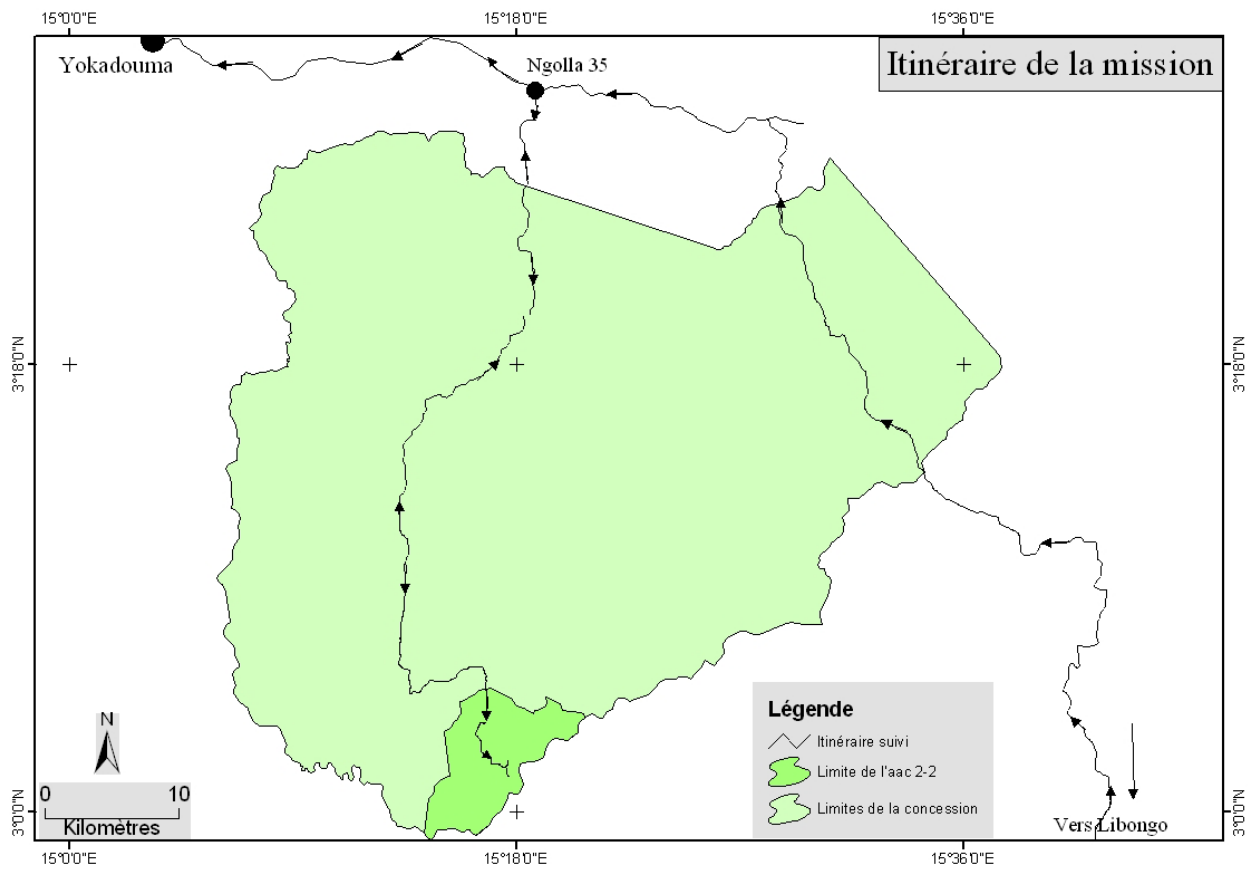 15°0'0"E
15°18'0"E
15°36'0"E
Itinéraire de la mission
Yokadouma
Ngolla 35
3°18'0"N
3°18'0"N
Légende
Itinéraire suivi
Limite de l'aac 2-2
Limites de la concession
N
0 10
Kilomètres
Vers Libongo
3°0'0"N
3°0'0"N
15°0'0"E
15°18'0"E
15°36'0"E